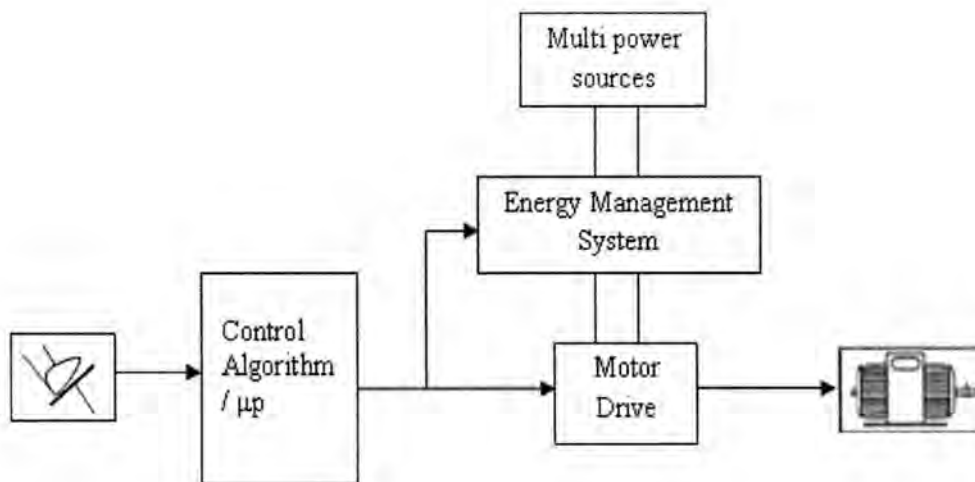 Multi power
sources
Energy Management
System
Control
Algorithm
/ μp
Motor
Drive